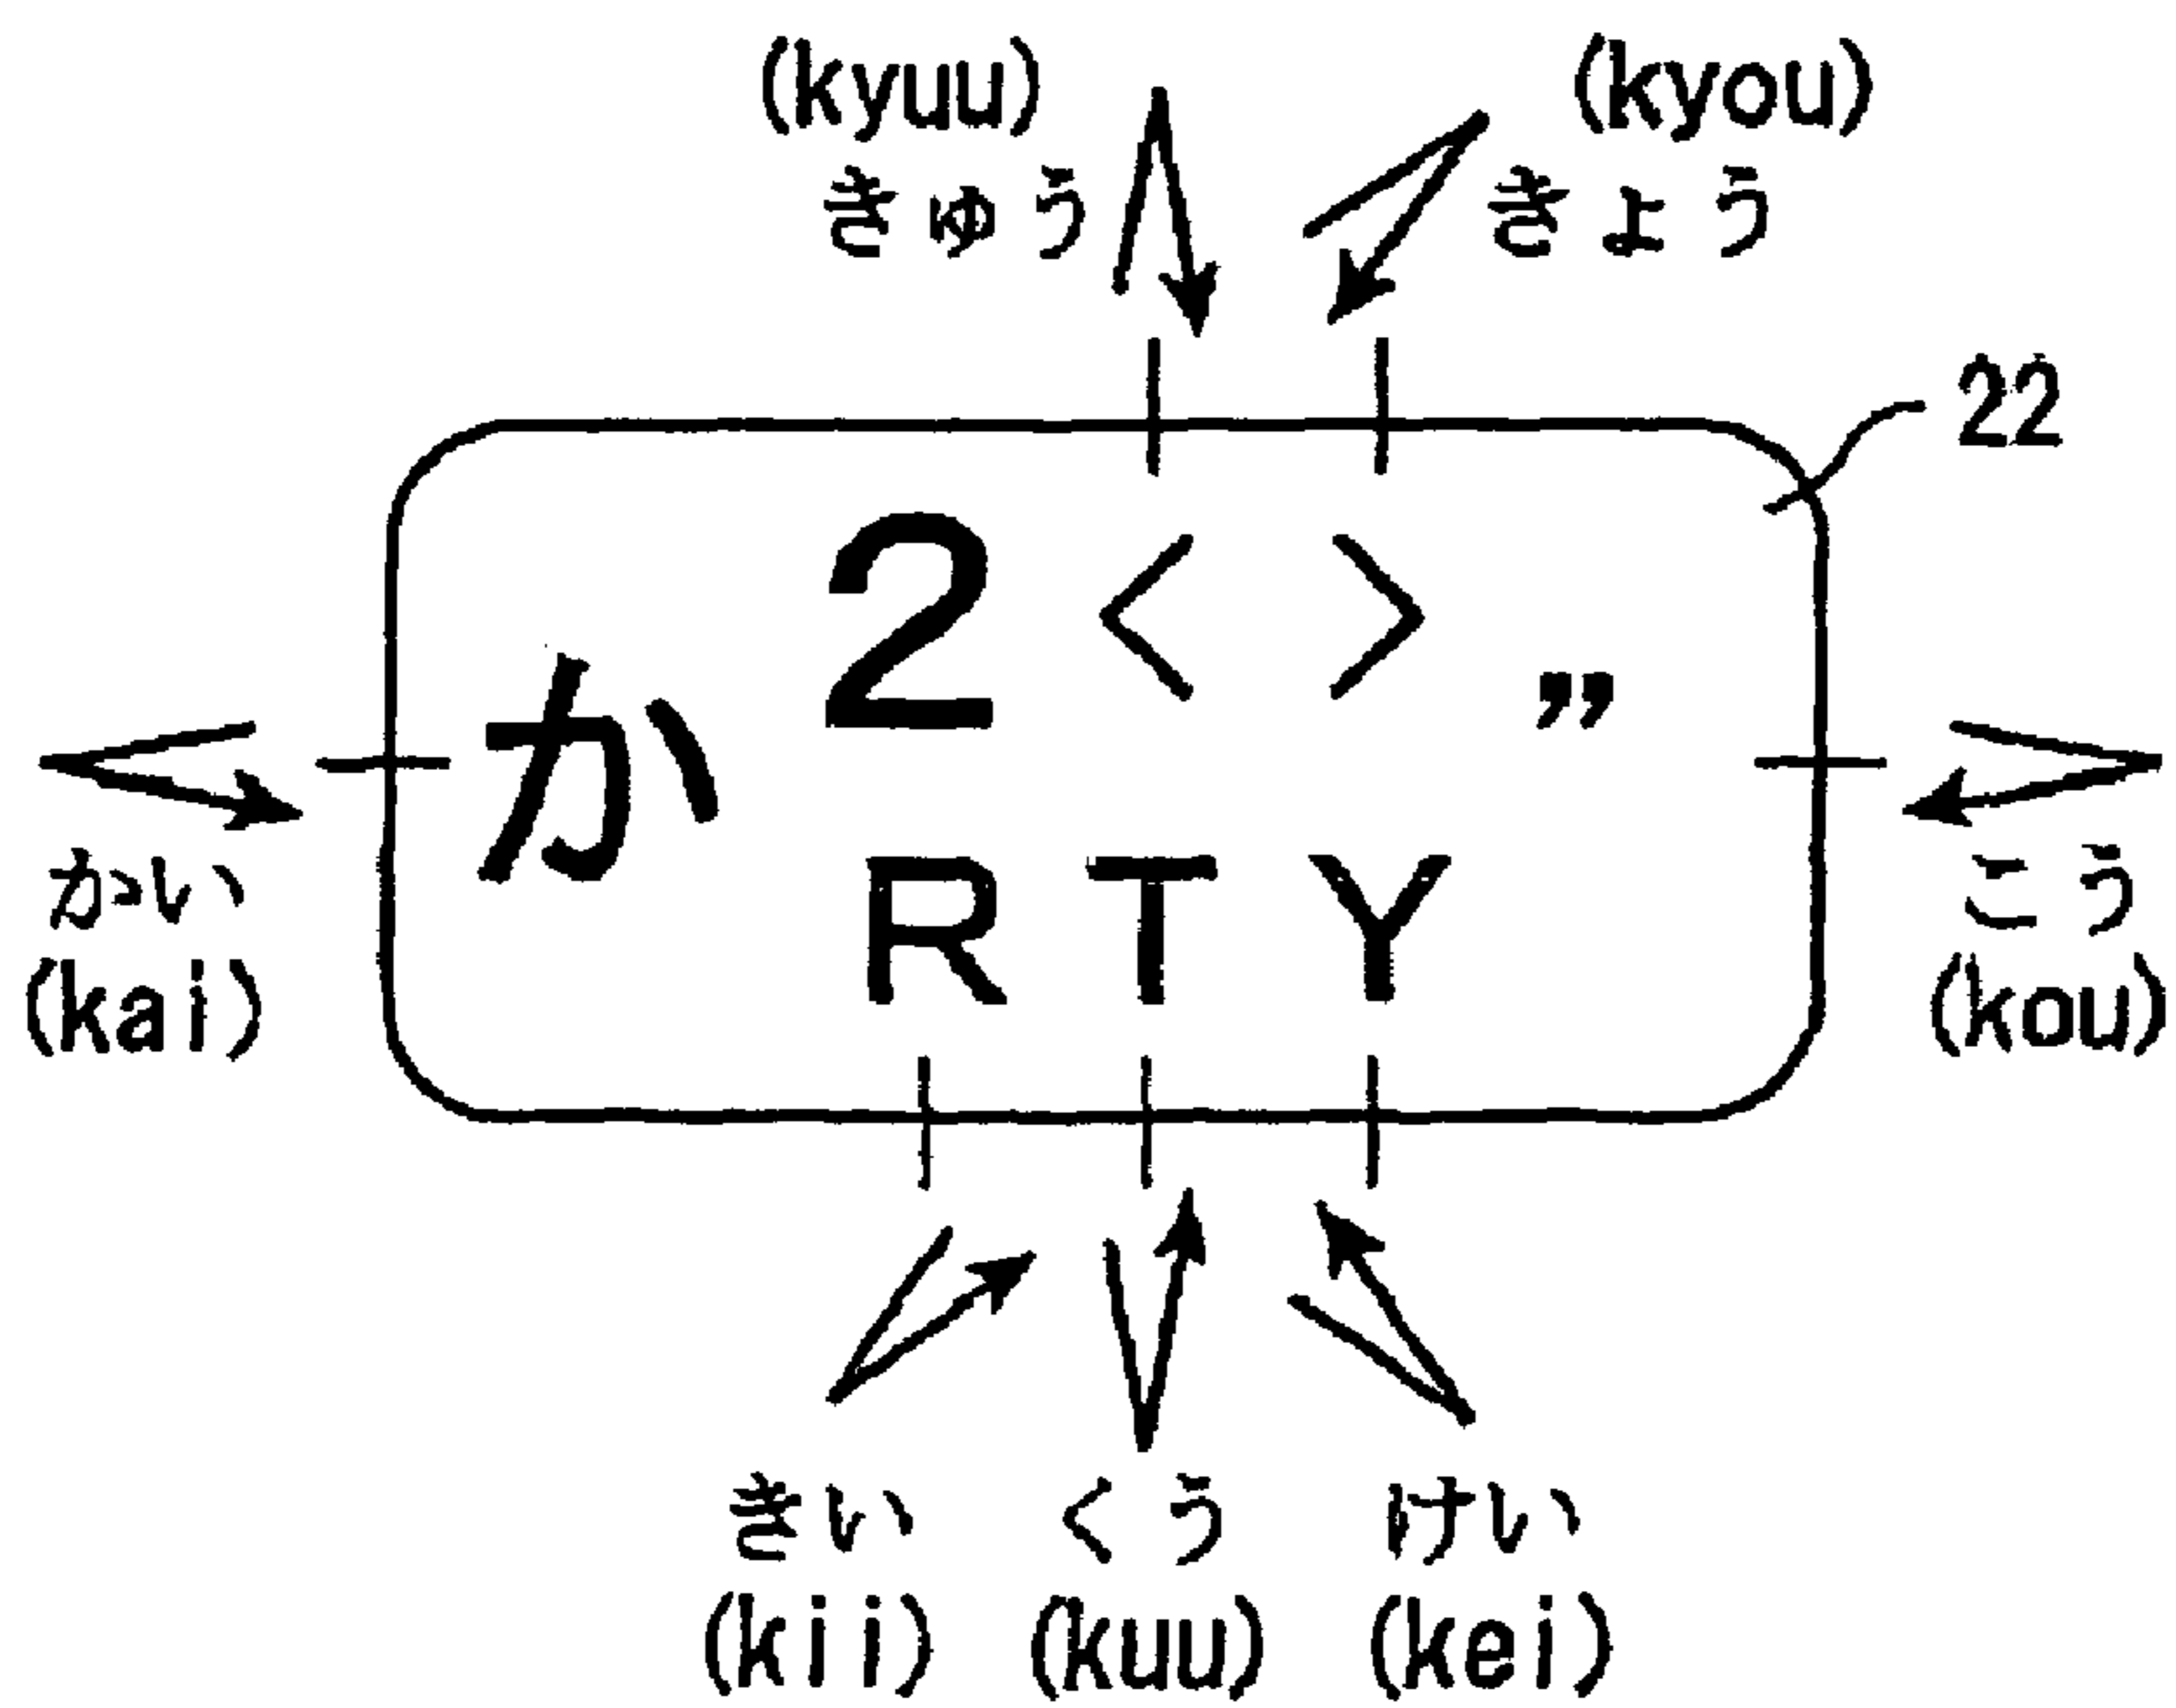 (kyuu) (kyou)
きゅう きょう
22
2 < > „
か
R T Y
かい こう
(kai) (kou)
きい くう けい
(kii) (kuu) (kei)